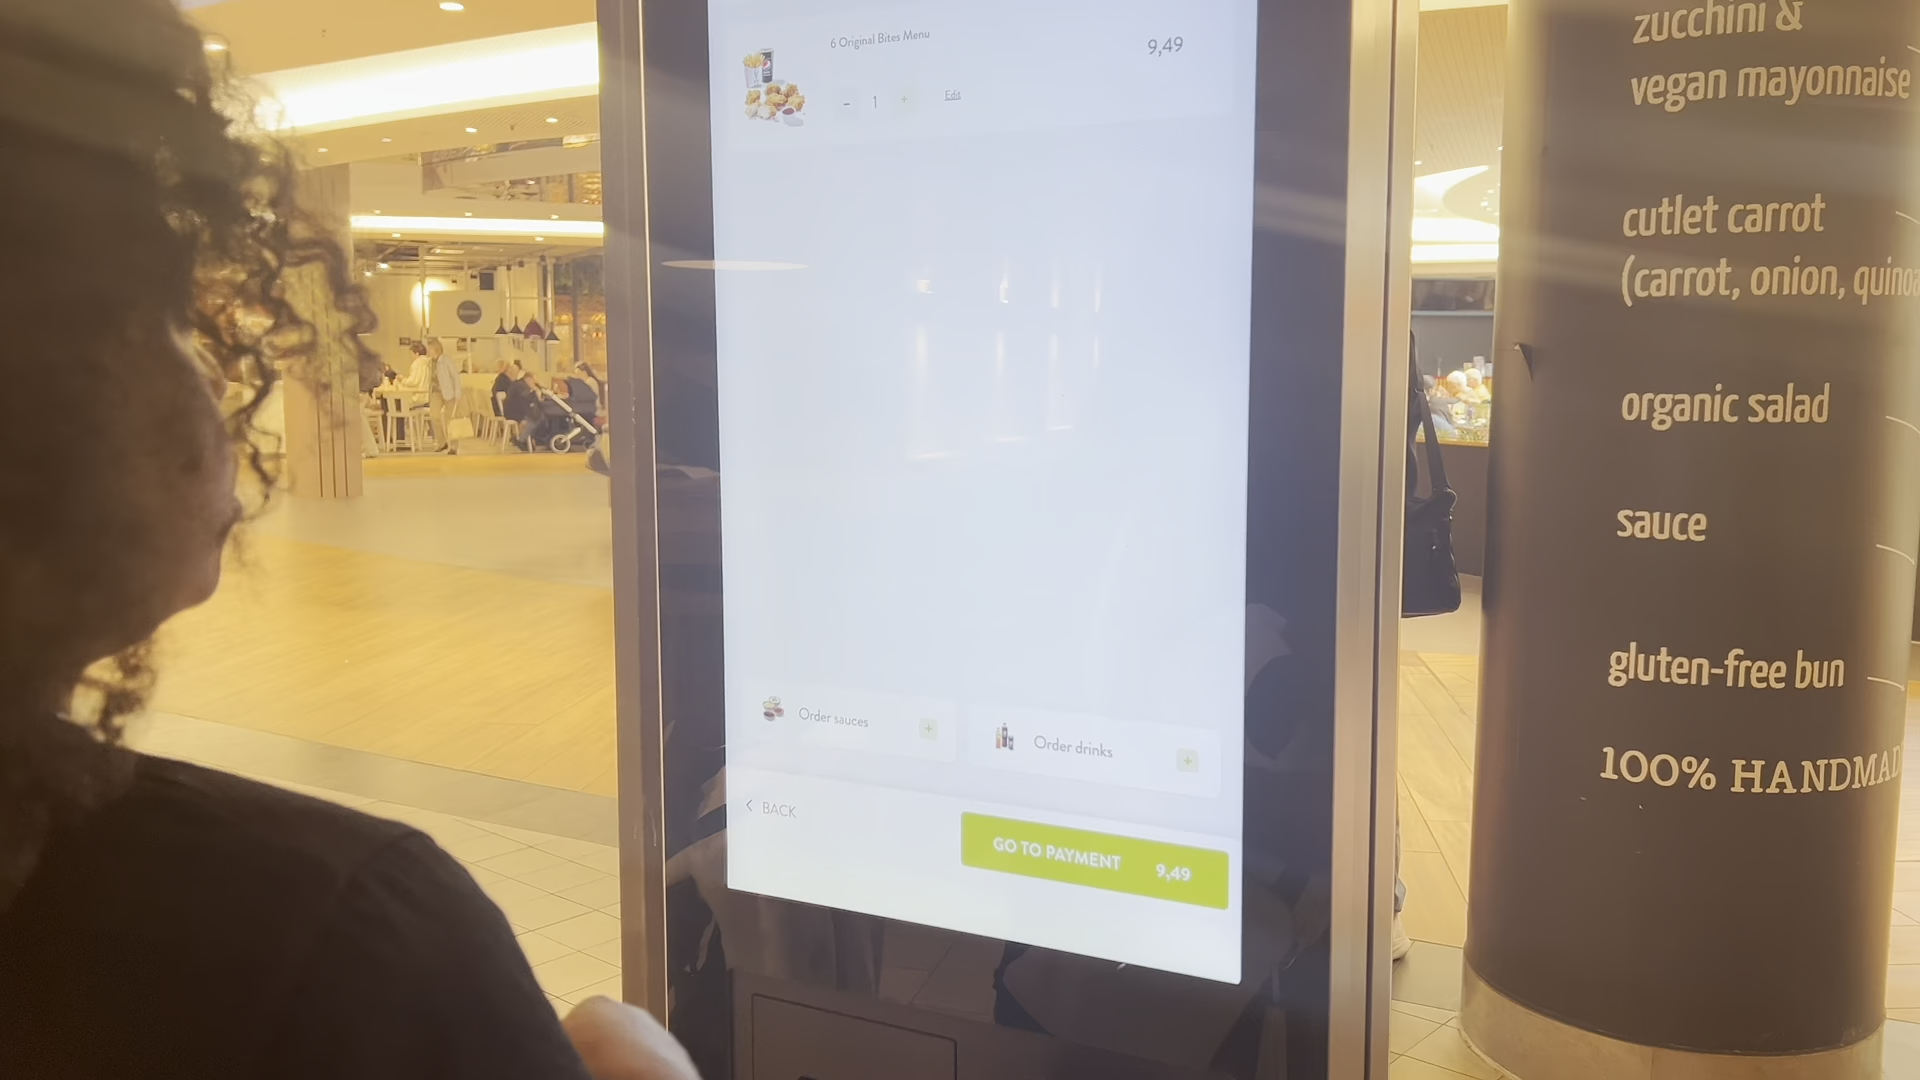 6 Original Bites Menu
9,49
- 1 +
Edit
Order sauces +
Order drinks +
< BACK
GO TO PAYMENT 9,49
zucchini &
vegan mayonnaise
cutlet carrot
(carrot, onion, quinoa
organic salad
sauce
gluten-free bun
100% HANDMAD